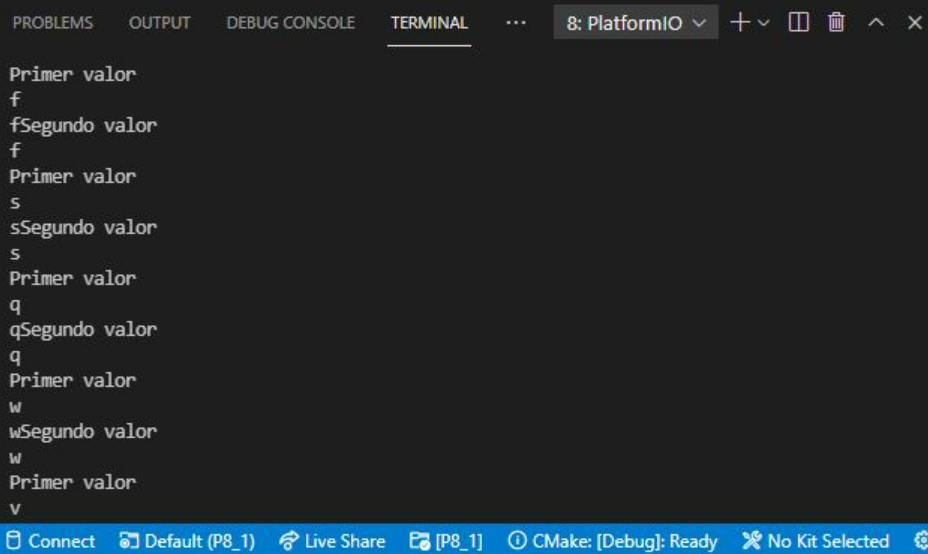 PROBLEMS OUTPUT DEBUG CONSOLE TERMINAL ... 8: PlatformIO
Primer valor
f
fSegundo valor
f
Primer valor
s
sSegundo valor
s
Primer valor
q
qSegundo valor
q
Primer valor
w
wSegundo valor
w
Primer valor
v
Connect Default (P8_1) Live Share [P8_1] CMake: [Debug]: Ready No Kit Selected